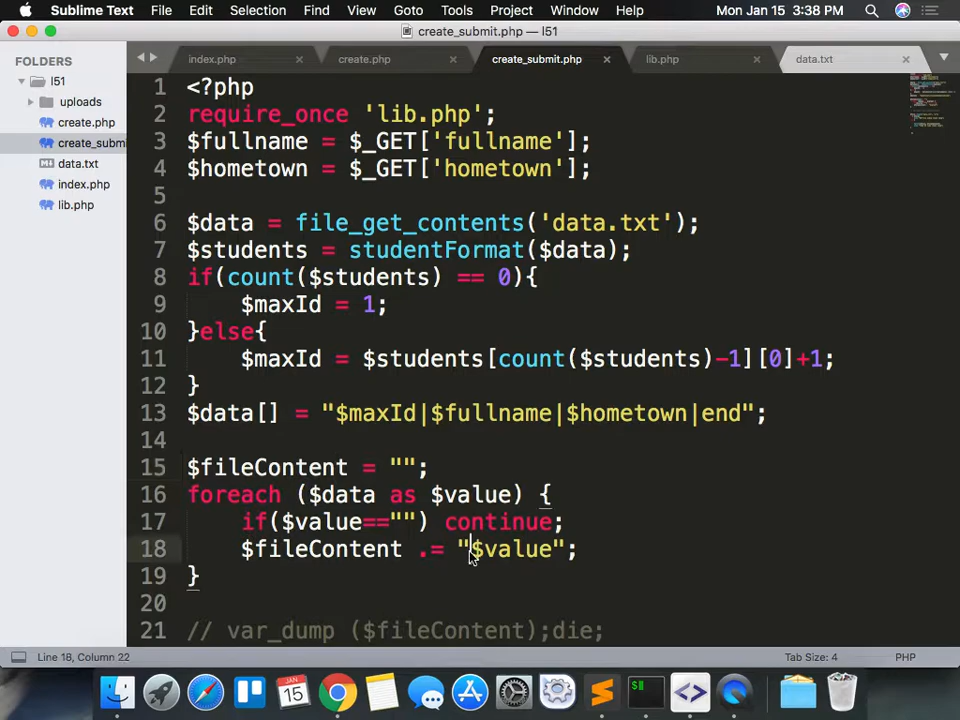 Sublime Text File Edit Selection Find View Goto Tools Project Window Help Mon Jan 15 3:38 PM
create_submit.php — l51
FOLDERS
l51
uploads
create.php
create_submi
data.txt
index.php
lib.php
index.php × create.php × create_submit.php × lib.php × data.txt ×
1 <?php
2 require_once 'lib.php';
3 $fullname = $_GET['fullname'];
4 $hometown = $_GET['hometown'];
5
6 $data = file_get_contents('data.txt');
7 $students = studentFormat($data);
8 if(count($students) == 0){
9 $maxId = 1;
10 }else{
11 $maxId = $students[count($students)-1][0]+1;
12 }
13 $data[] = "$maxId|$fullname|$hometown|end";
14
15 $fileContent = "";
16 foreach ($data as $value) {
17 if($value=="") continue;
18 $fileContent .= "$value";
19 }
20
21 // var_dump ($fileContent);die;
Line 18, Column 22 Tab Size: 4 PHP
JAN
15